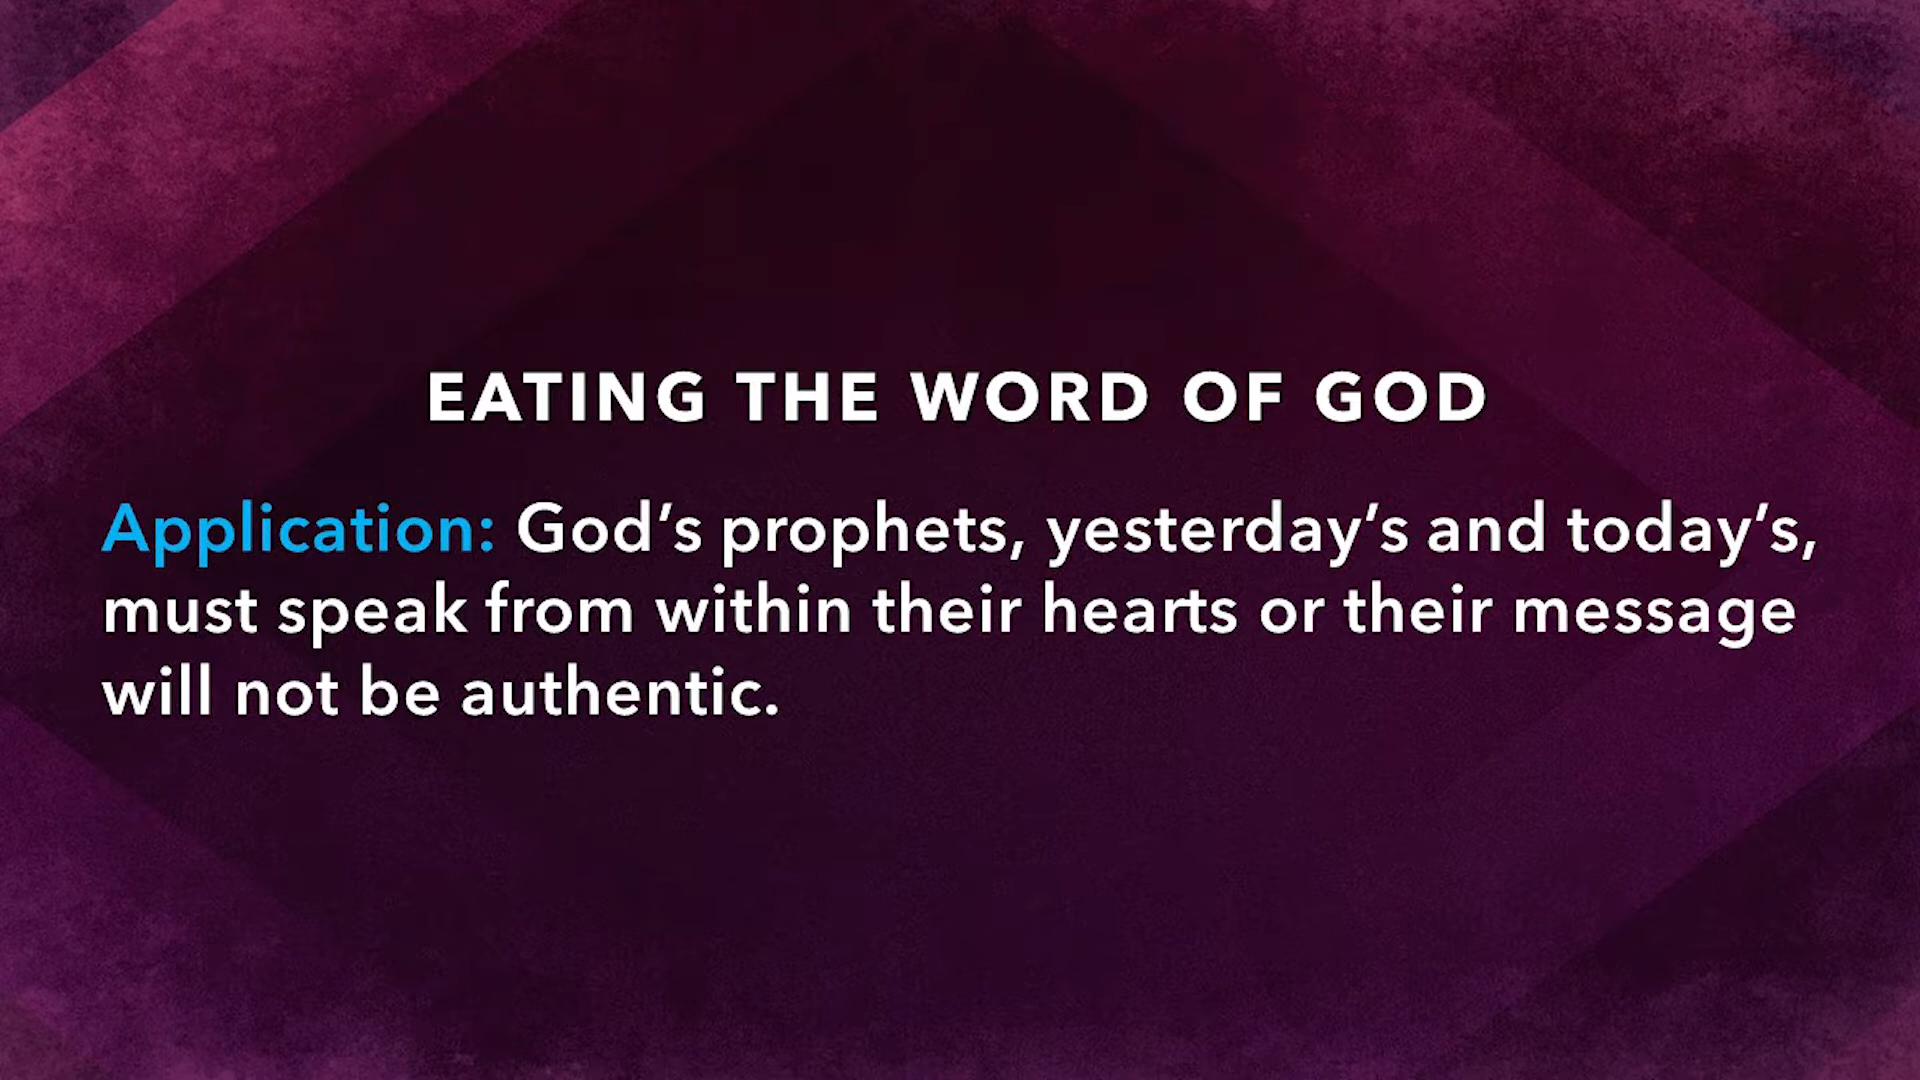 EATING THE WORD OF GOD
Application: God’s prophets, yesterday’s and today’s,
must speak from within their hearts or their message
will not be authentic.